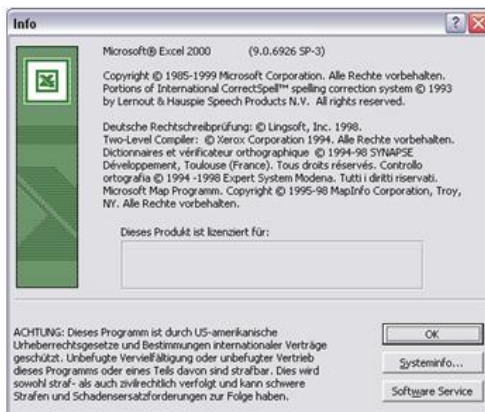 Info
Microsoft® Excel 2000 (9.0.6926 SP-3)
Copyright © 1985-1999 Microsoft Corporation. Alle Rechte vorbehalten.
Portions of International CorrectSpell™ spelling correction system © 1993
by Lernout & Hauspie Speech Products N.V. All rights reserved.
Deutsche Rechtschreibprüfung: © Lingsoft, Inc. 1998.
Two-Level Compiler: © Xerox Corporation 1994. Alle Rechte vorbehalten.
Dictionnaires et vérificateur orthographique © 1994-98 SYNAPSE
Développement, Toulouse (France). Tous droits réservés. Controllo
ortografia © 1994 -1998 Expert System Modena. Tutti i diritti riservati.
Microsoft Map Programm. Copyright © 1995-98 MapInfo Corporation, Troy,
NY. Alle Rechte vorbehalten.
Dieses Produkt ist lizenziert für:
ACHTUNG: Dieses Programm ist durch US-amerikanische
Urheberrechtsgesetze und Bestimmungen internationaler Verträge
geschützt. Unbefugte Vervielfältigung oder unbefugter Vertrieb
dieses Programms oder eines Teils davon sind strafbar. Dies wird
sowohl straf- als auch zivilrechtlich verfolgt und kann schwere
Strafen und Schadensersatzforderungen zur Folge haben.
OK
Systeminfo...
Software Service